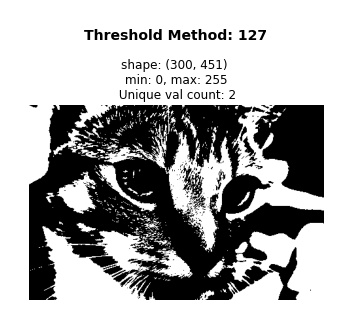 Threshold Method: 127
shape: (300, 451)
min: 0, max: 255
Unique val count: 2